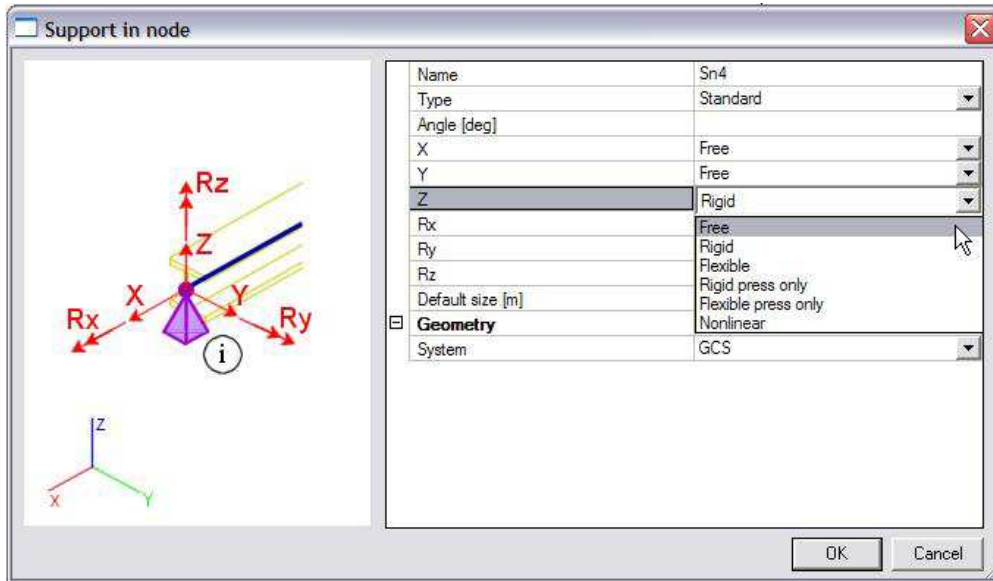 Support in node
Name Sn4
Type Standard
Angle [deg]
X Free
Y Free
Z Rigid
Rx Free
Ry Rigid
Rz Flexible
Rigid press only
Default size [m] Flexible press only
Geometry Nonlinear
System GCS
Rz
Z
X Y
Rx Ry
i
Z
X Y
OK Cancel